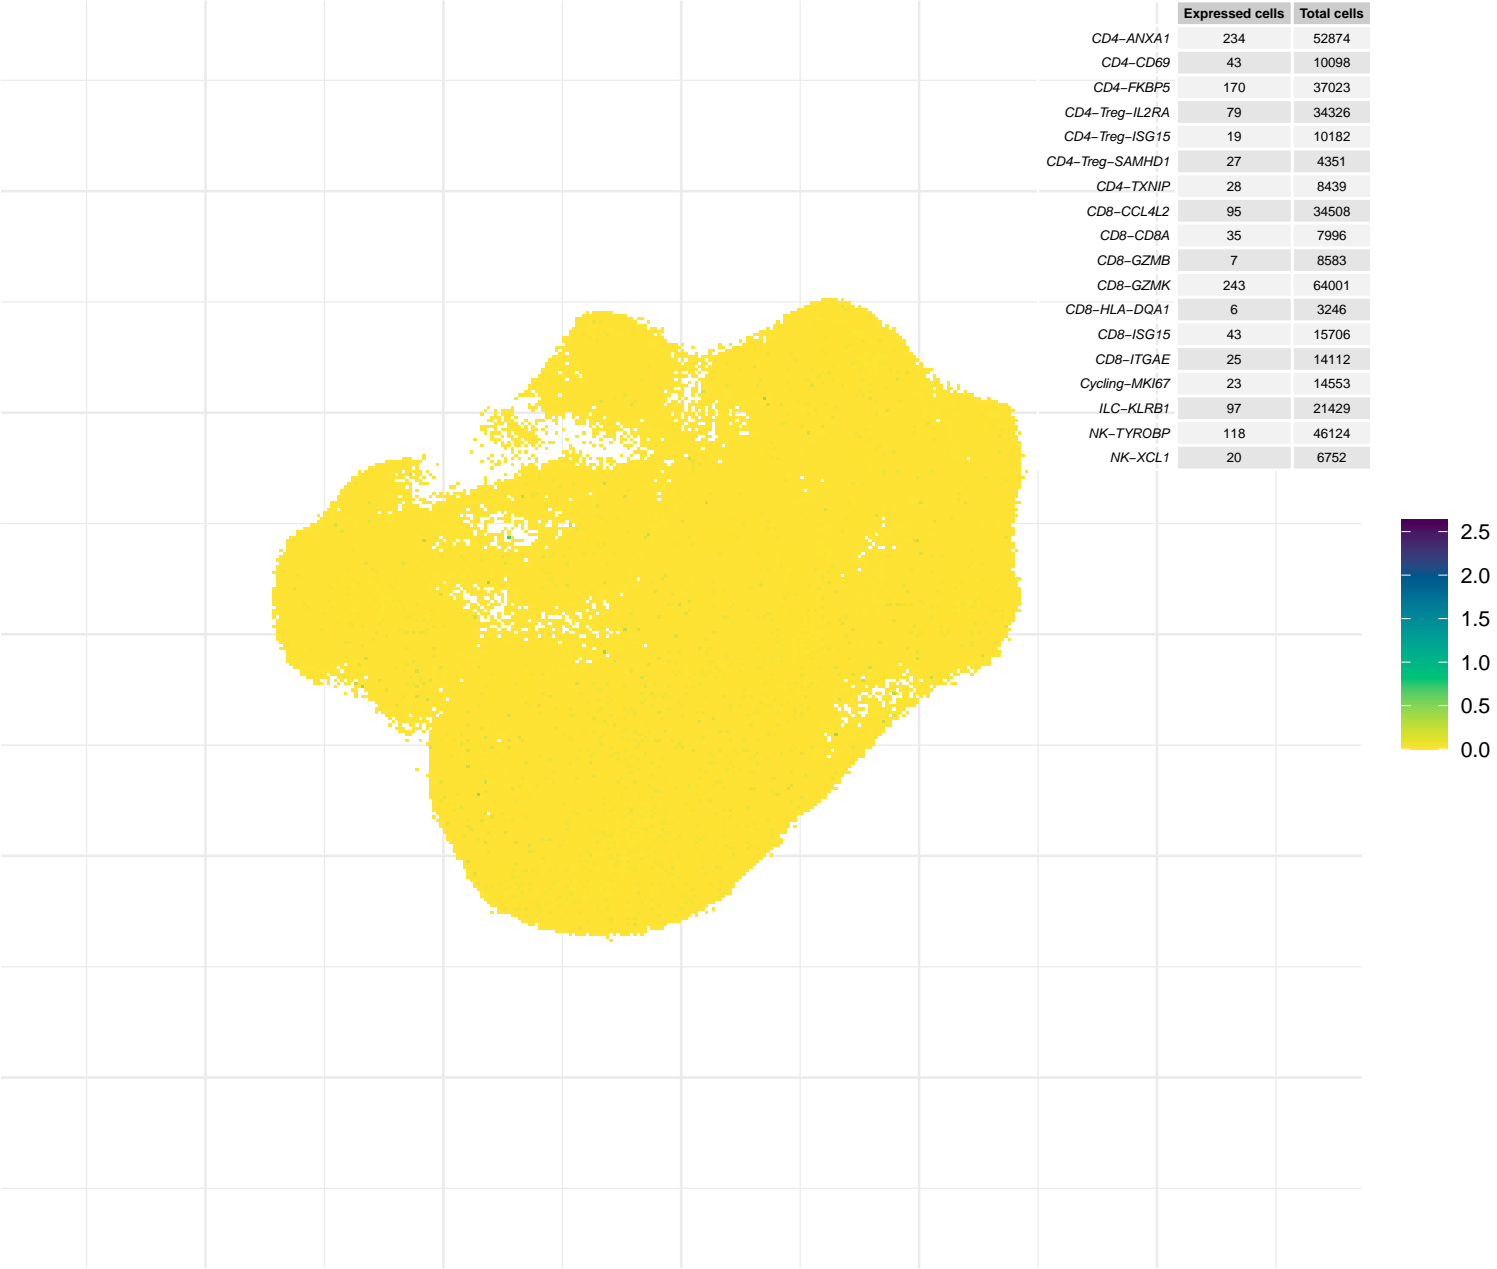 Expressed cells Total cells
CD4−ANXA1 234 52874
CD4−CD69 43 10098
CD4−FKBP5 170 37023
CD4−Treg−IL2RA 79 34326
CD4−Treg−ISG15 19 10182
CD4−Treg−SAMHD1 27 4351
CD4−TXNIP 28 8439
CD8−CCL4L2 95 34508
CD8−CD8A 35 7996
CD8−GZMB 7 8583
CD8−GZMK 243 64001
CD8−HLA−DQA1 6 3246
CD8−ISG15 43 15706
CD8−ITGAE 25 14112
Cycling−MKI67 23 14553
ILC−KLRB1 97 21429
NK−TYROBP 118 46124
NK−XCL1 20 6752
2.5
2.0
1.5
1.0
0.5
0.0